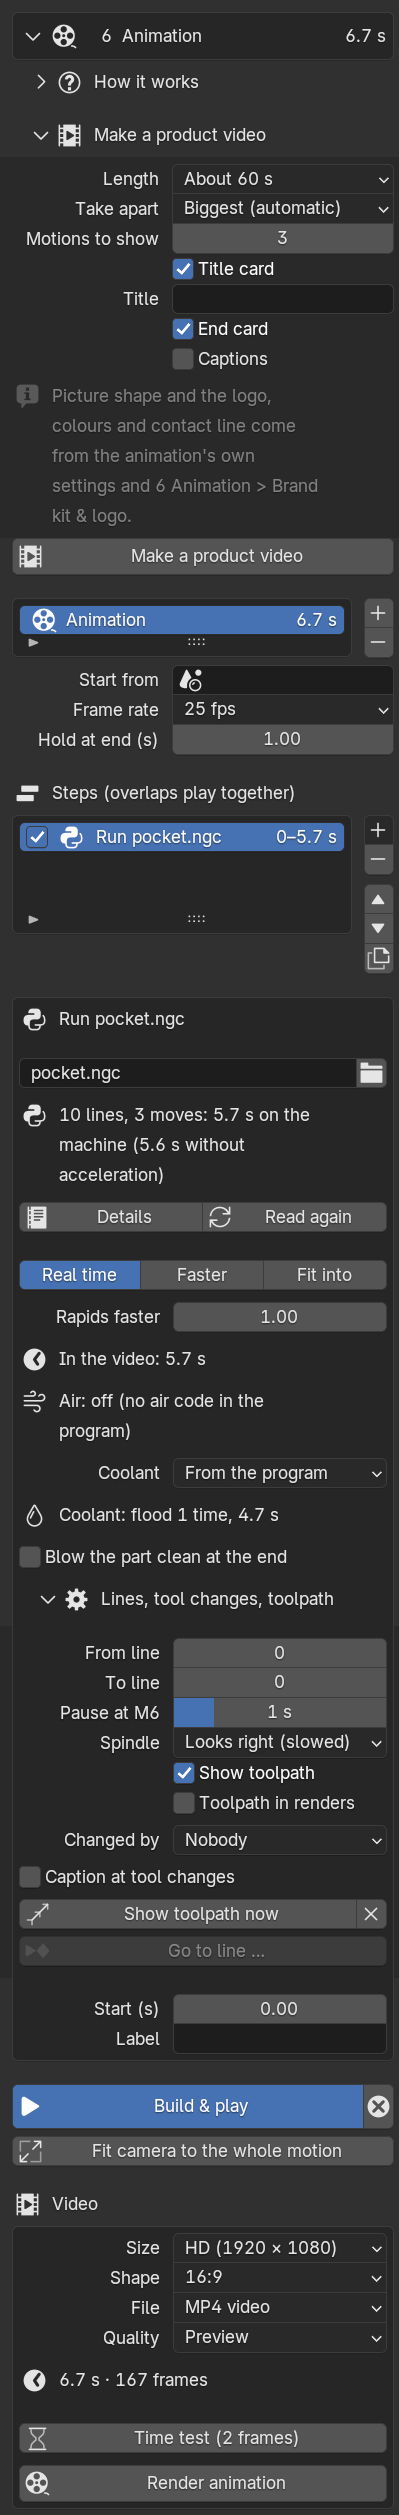 6 Animation 6.7 s
How it works
Make a product video
Length About 60 s
Take apart Biggest (automatic)
Motions to show 3
Title card
Title
End card
Captions
Picture shape and the logo,
colours and contact line come
from the animation's own
settings and 6 Animation > Brand
kit & logo.
Make a product video
Animation 6.7 s
Start from
Frame rate 25 fps
Hold at end (s) 1.00
Steps (overlaps play together)
Run pocket.ngc 0–5.7 s
Run pocket.ngc
pocket.ngc
10 lines, 3 moves: 5.7 s on the
machine (5.6 s without
acceleration)
Details Read again
Real time Faster Fit into
Rapids faster 1.00
In the video: 5.7 s
Air: off (no air code in the
program)
Coolant From the program
Coolant: flood 1 time, 4.7 s
Blow the part clean at the end
Lines, tool changes, toolpath
From line 0
To line 0
Pause at M6 1 s
Spindle Looks right (slowed)
Show toolpath
Toolpath in renders
Changed by Nobody
Caption at tool changes
Show toolpath now
Go to line ...
Start (s) 0.00
Label
Build & play
Fit camera to the whole motion
Video
Size HD (1920 × 1080)
Shape 16:9
File MP4 video
Quality Preview
6.7 s · 167 frames
Time test (2 frames)
Render animation